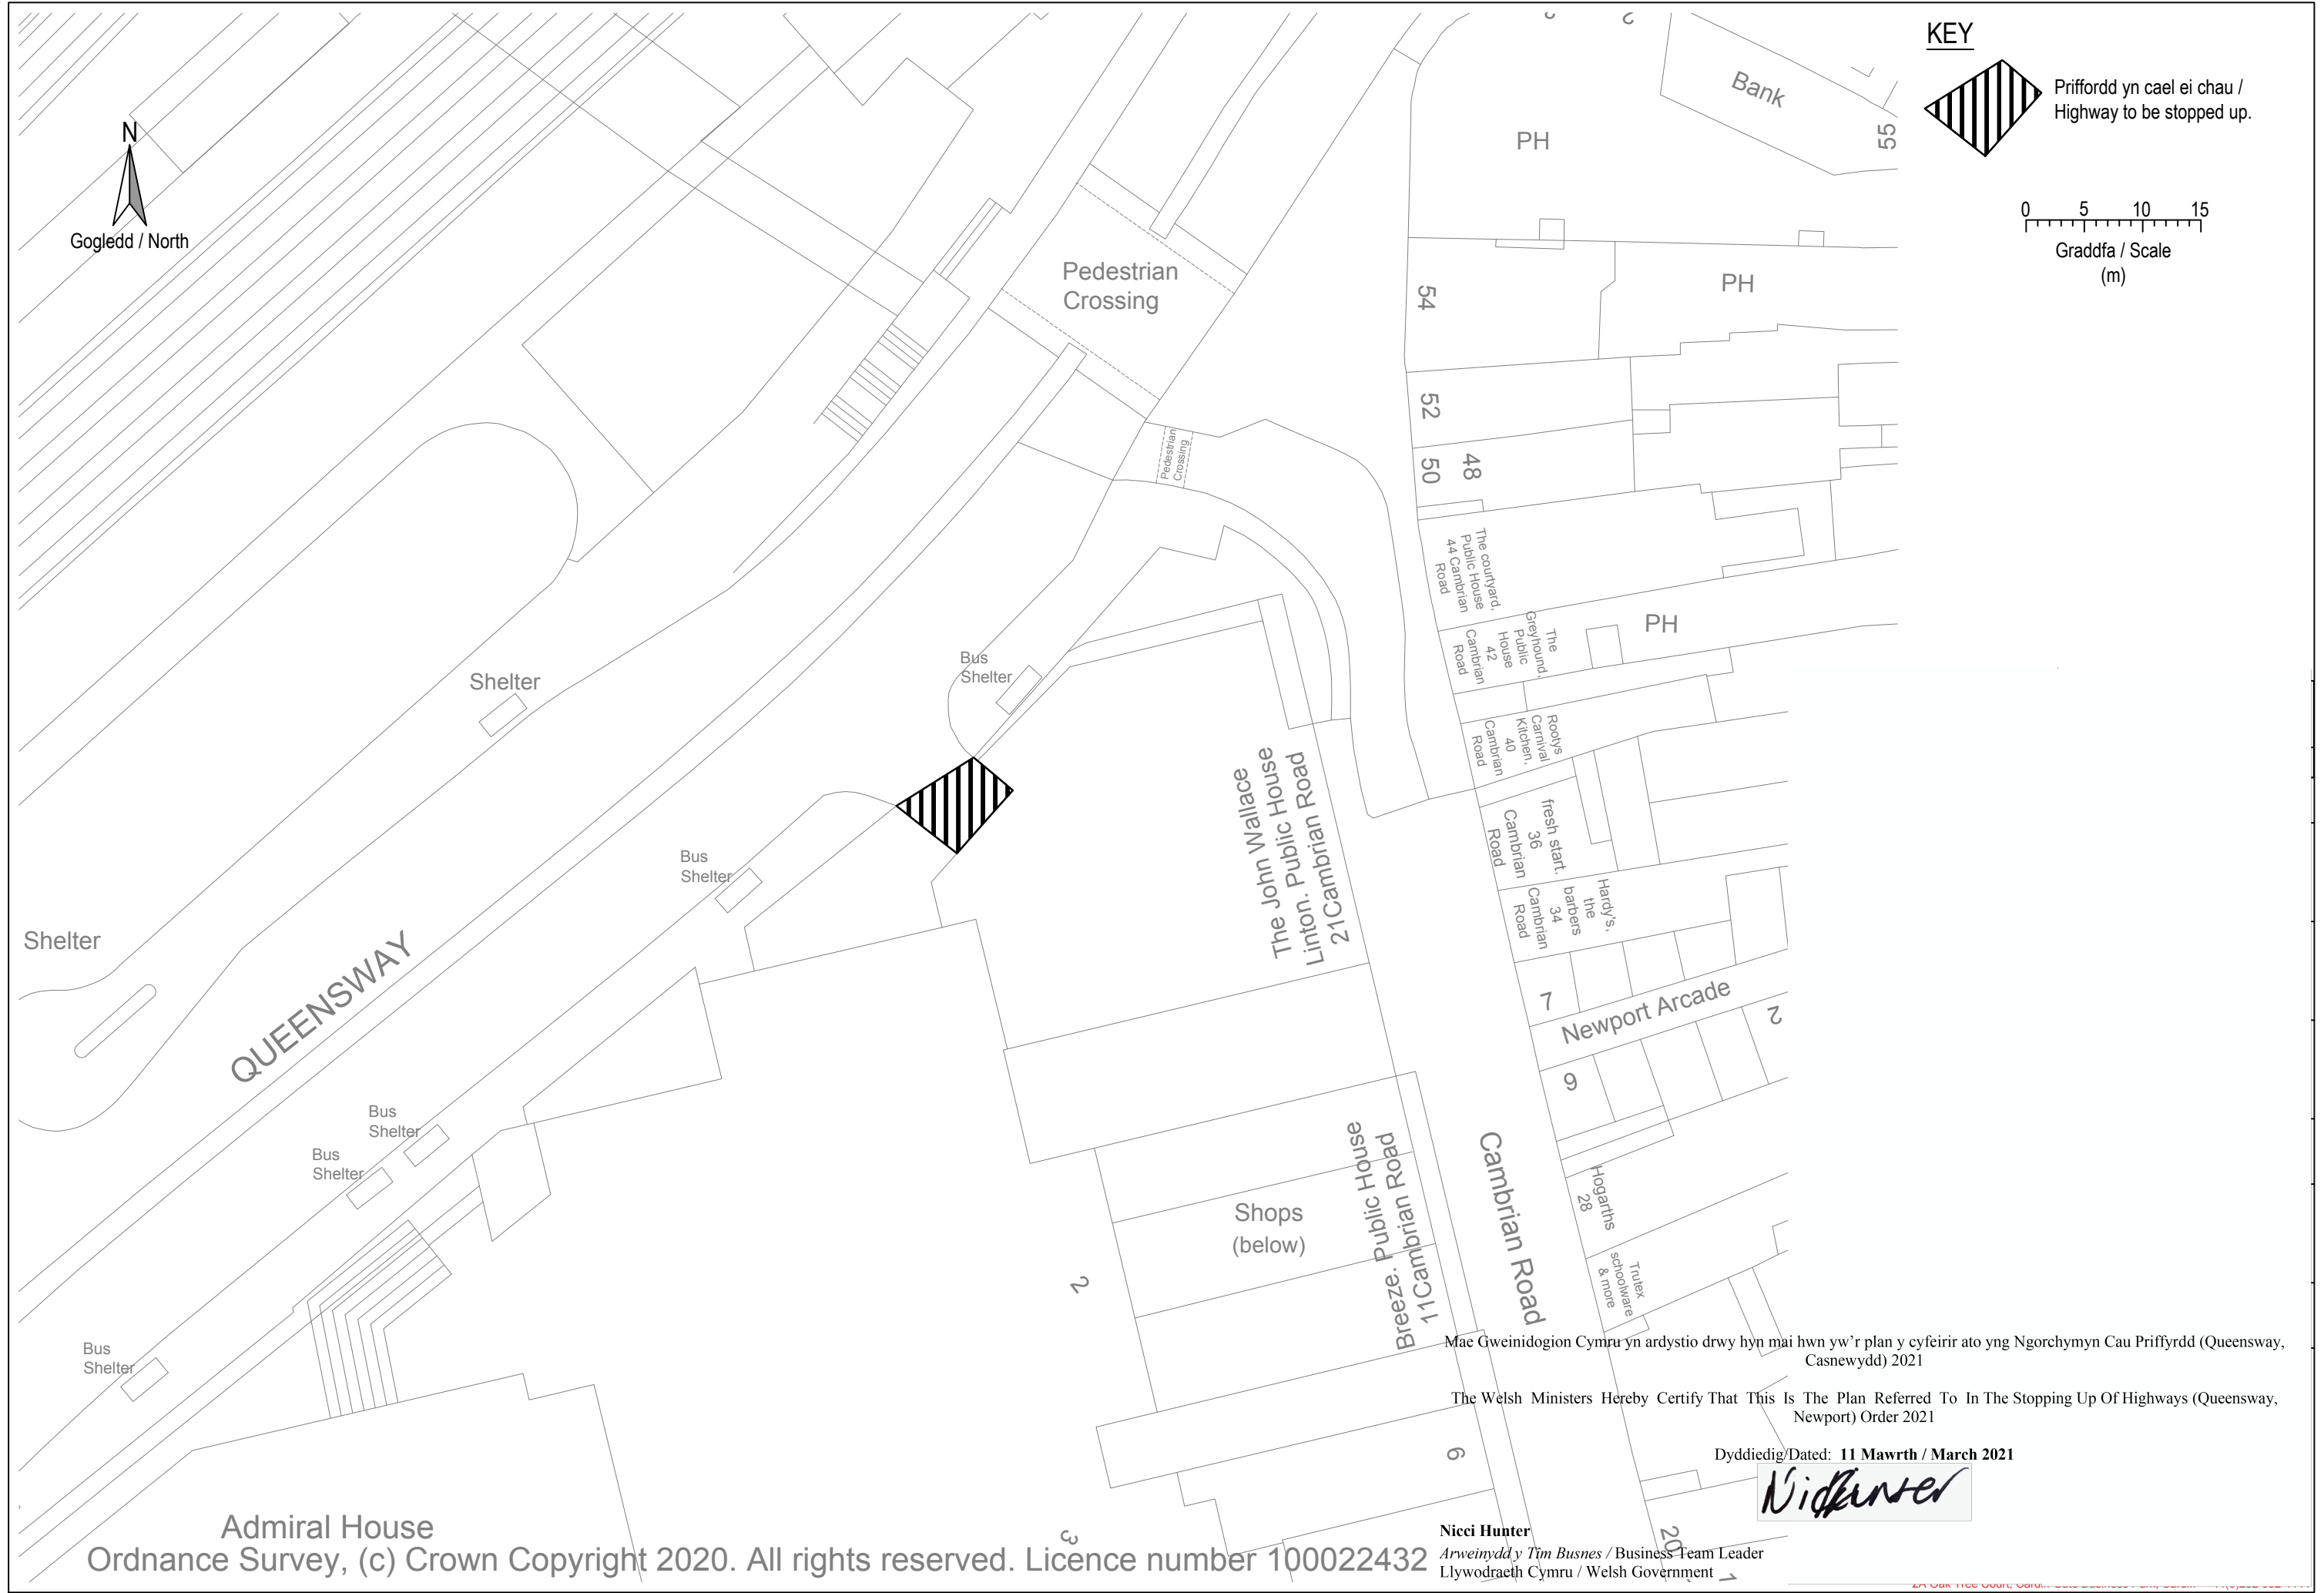 KEY
Priffordd yn cael ei chau /
Highway to be stopped up.
N
Gogledd / North
0 5 10 15
Graddfa / Scale
(m)
Bank
55
PH
PH
54
Pedestrian
Crossing
52
50
48
Pedestrian
Crossing
The courtyard,
Public House
44 Cambrian
Road
The
Greyhound,
Public
House
42
Cambrian
Road
PH
Bus
Shelter
Shelter
Rootys
Carnival
Kitchen,
40
Cambrian
Road
The John Wallace
Linton. Public House
21Cambrian Road
fresh start.
36
Cambrian
Road
Bus
Shelter
Hardy's,
the
barbers
34
Cambrian
Road
Shelter
QUEENSWAY
7
Newport Arcade
2
9
Bus
Shelter
Bus
Shelter
Breeze. Public House
11Cambrian Road
Cambrian Road
Hogarths
28
Shops
(below)
2
Trutex
schoolware
& more
Bus
Shelter
Mae Gweinidogion Cymru yn ardystio drwy hyn mai hwn yw’r plan y cyfeirir ato yng Ngorchymyn Cau Priffyrdd (Queensway,
Casnewydd) 2021
The Welsh Ministers Hereby Certify That This Is The Plan Referred To In The Stopping Up Of Highways (Queensway,
Newport) Order 2021
Dyddiedig/Dated: 11 Mawrth / March 2021
6
3
20
Nicci Hunter
Arweinydd y Tîm Busnes / Business Team Leader
Llywodraeth Cymru / Welsh Government
1
Admiral House
Ordnance Survey, (c) Crown Copyright 2020. All rights reserved. Licence number 100022432